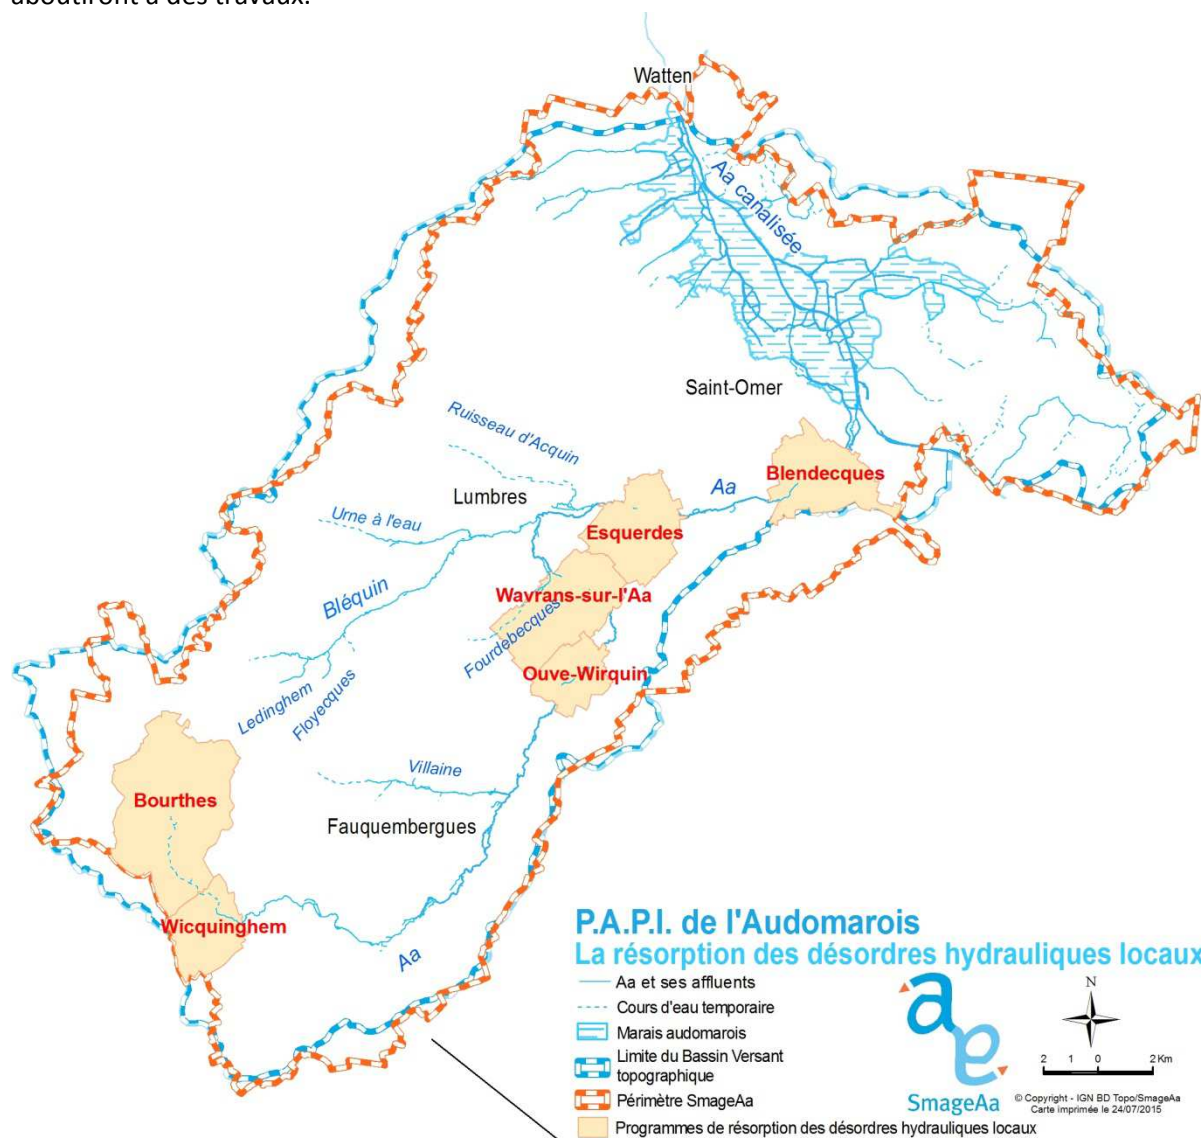 aboutiront à des travaux.
Watten
Aa canalisée
Saint-Omer
Ruisseau d'Acquin
Blendecques
Lumbres
Aa
Urne à l'eau
Esquerdes
Bléquin
Wavrans-sur-l'Aa
Fourdebecques
Ouve-Wirquin
Ledinghem
Floyecques
Villaine
Bourthes
Fauquembergues
Wicquinghem
Aa
P.A.P.I. de l'Audomarois
La résorption des désordres hydrauliques locaux
Aa et ses affluents
Cours d'eau temporaire
Marais audomarois
Limite du Bassin Versant
topographique
Périmètre SmageAa
Programmes de résorption des désordres hydrauliques locaux
SmageAa
N
2 1 0 2 Km
© Copyright - IGN BD Topo/SmageAa
Carte imprimée le 24/07/2015